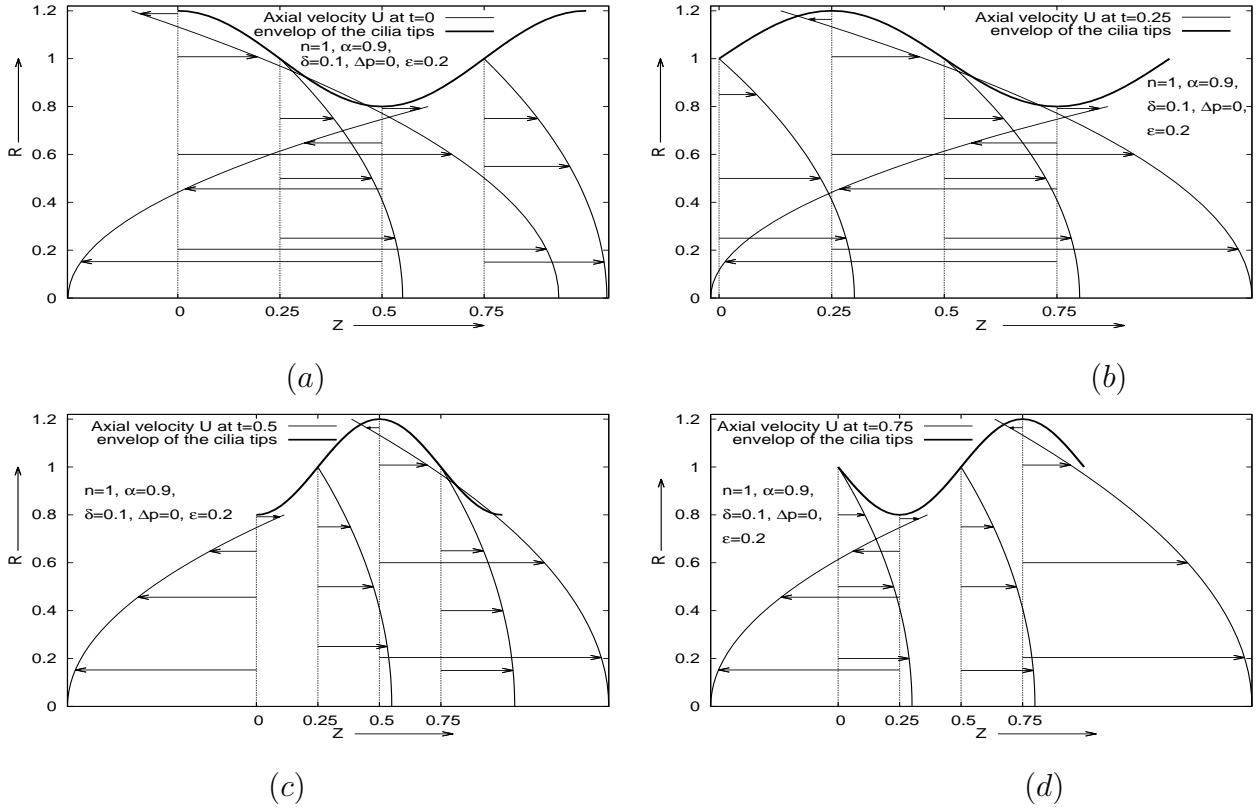 Axial velocity U at t=0
envelop of the cilia tips
n=1, α=0.9,
δ=0.1, Δp=0, ε=0.2
1.2
1
0.8
0.6
0.4
0.2
0
R
0 0.25 0.5 0.75
Z
(a)
Axial velocity U at t=0.25
envelop of the cilia tips
n=1, α=0.9,
δ=0.1, Δp=0,
ε=0.2
1.2
1
0.8
0.6
0.4
0.2
0
R
0 0.25 0.5 0.75
Z
(b)
Axial velocity U at t=0.5
envelop of the cilia tips
n=1, α=0.9,
δ=0.1, Δp=0, ε=0.2
1.2
1
0.8
0.6
0.4
0.2
0
R
0 0.25 0.5 0.75
Z
(c)
Axial velocity U at t=0.75
envelop of the cilia tips
n=1, α=0.9,
δ=0.1, Δp=0,
ε=0.2
1.2
1
0.8
0.6
0.4
0.2
0
R
0 0.25 0.5 0.75
Z
(d)